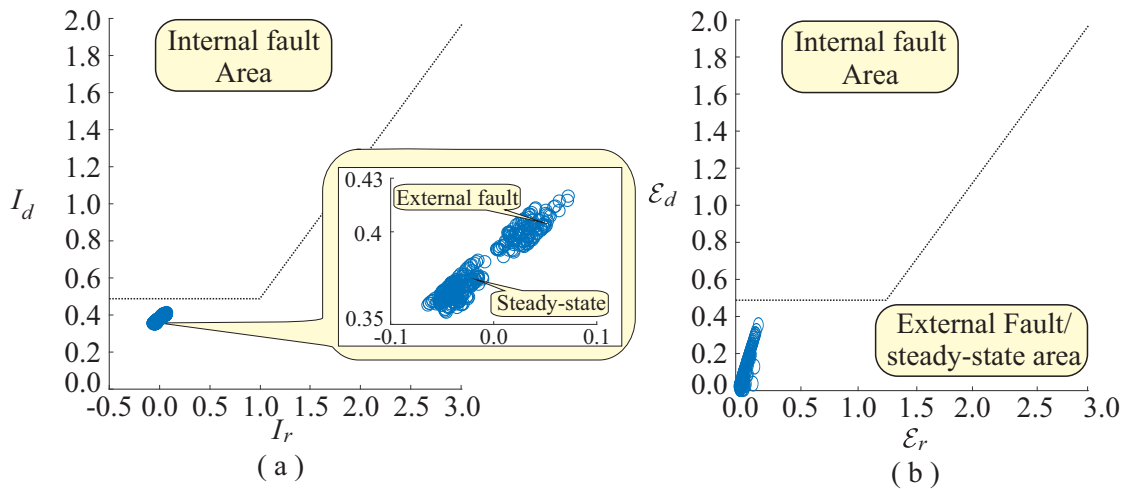 2.0
1.8
1.6
1.4
1.2
1.0
0.8
0.6
0.4
0.2
0.0
I_d
-0.5 0.0 0.5 1.0 1.5 2.0 2.5 3.0
I_r
( a )
Internal fault
Area
0.43
0.4
0.35
-0.1 0.0 0.1
External fault
Steady-state
2.0
1.8
1.6
1.4
1.2
1.0
0.8
0.6
0.4
0.2
0.0
ℰ_d
0.0 0.5 1.0 1.5 2.0 2.5 3.0
ℰ_r
( b )
Internal fault
Area
External Fault/
steady-state area